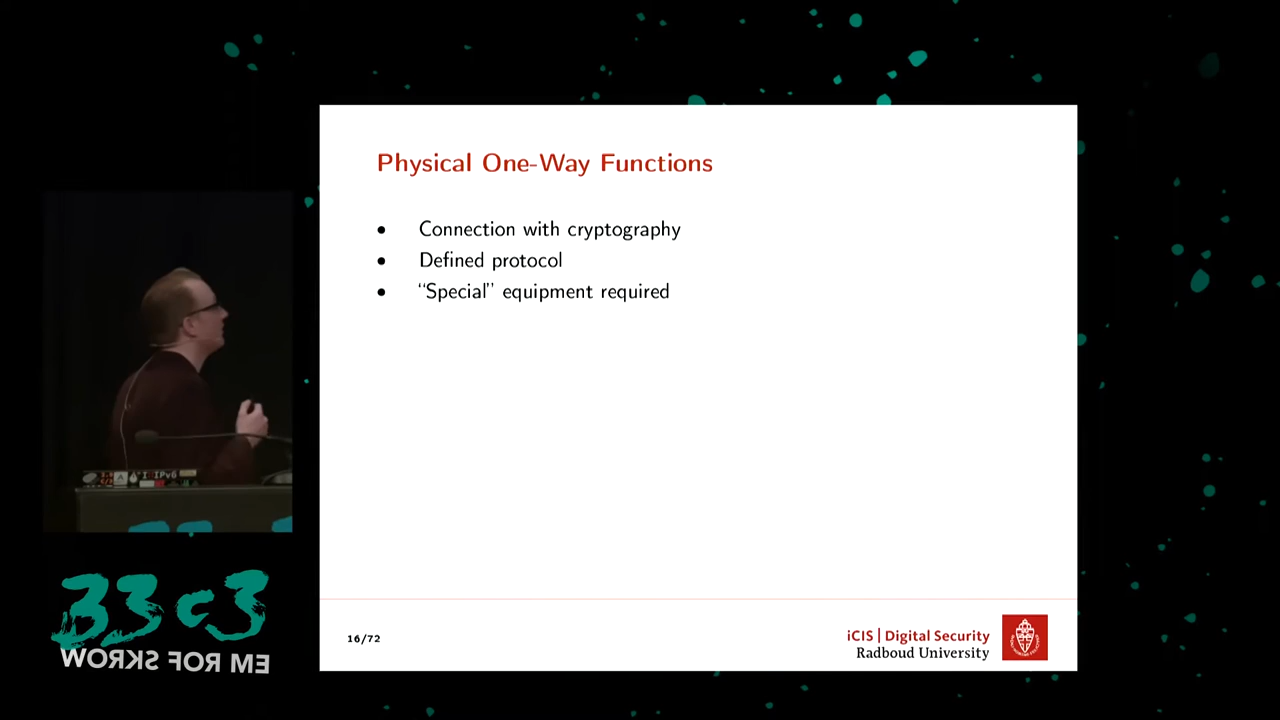 Physical One-Way Functions
• Connection with cryptography
• Defined protocol
• “Special” equipment required
16/72
iCIS | Digital Security
Radboud University
33c3
WORKS FOR ME
IPv6